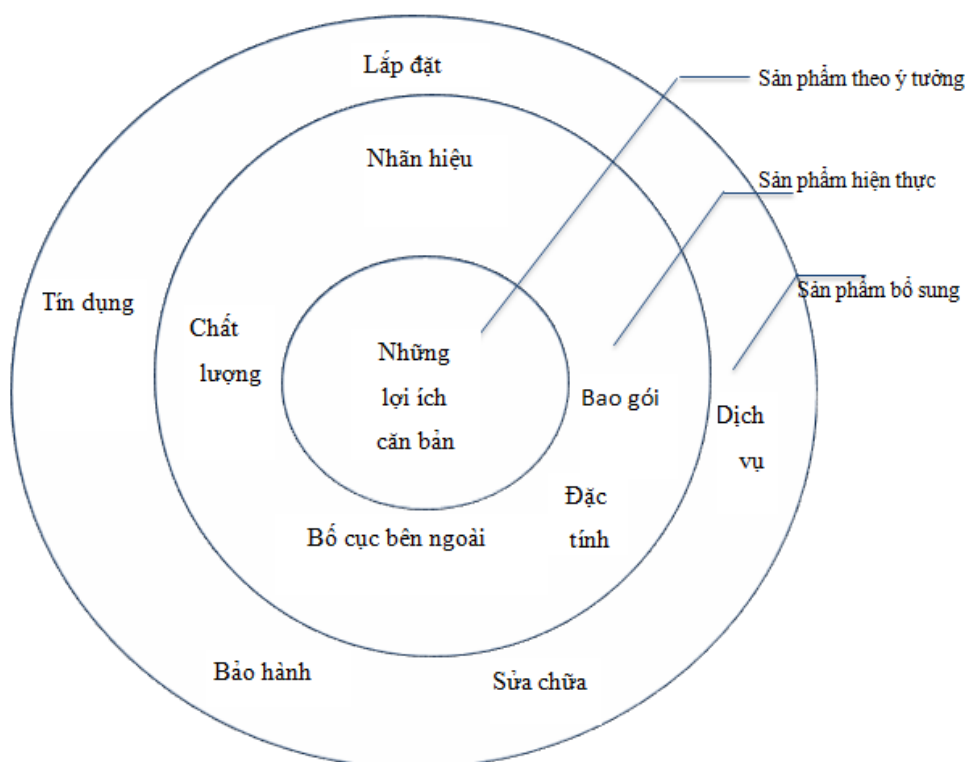 Lắp đặt
Sản phẩm theo ý tưởng
Nhãn hiệu
Sản phẩm hiện thực
Sản phẩm bổ sung
Tín dụng
Chất
lượng
Những
lợi ích
căn bản
Bao gói
Dịch
vụ
Đặc
tính
Bố cục bên ngoài
Bảo hành
Sửa chữa